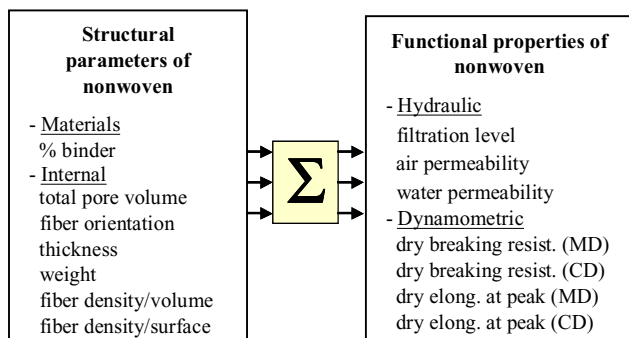 Structural
parameters of
nonwoven
- Materials
% binder
- Internal
total pore volume
fiber orientation
thickness
weight
fiber density/volume
fiber density/surface
Σ
Functional properties of
nonwoven
- Hydraulic
filtration level
air permeability
water permeability
- Dynamometric
dry breaking resist. (MD)
dry breaking resist. (CD)
dry elong. at peak (MD)
dry elong. at peak (CD)